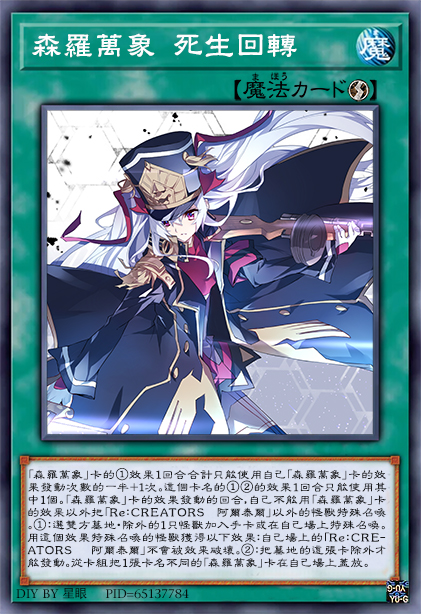 森羅萬象 死生回轉
魔
まほう
【魔法カード】
「森羅萬象」卡的①效果1回合合計只能使用自己「森羅萬象」卡的效
果發動次數的一半+1次。這個卡名的①②的效果1回合只能使用其
中1個。「森羅萬象」卡的效果發動的回合,自己不能用「森羅萬象」卡
的效果以外把「Re:CREATORS　阿爾泰爾」以外的怪獸特殊召喚
。①:選雙方墓地·除外的1只怪獸加入手卡或在自己場上特殊召喚。
用這個效果特殊召喚的怪獸獲得以下效果:自己場上的「Re:CRE-
ATORS　阿爾泰爾」不會被效果破壞。②:把墓地的這張卡除外才
能發動。從卡組把1張卡名不同的「森羅萬象」卡在自己場上蓋放。
DIY BY 星眼　PID=65137784